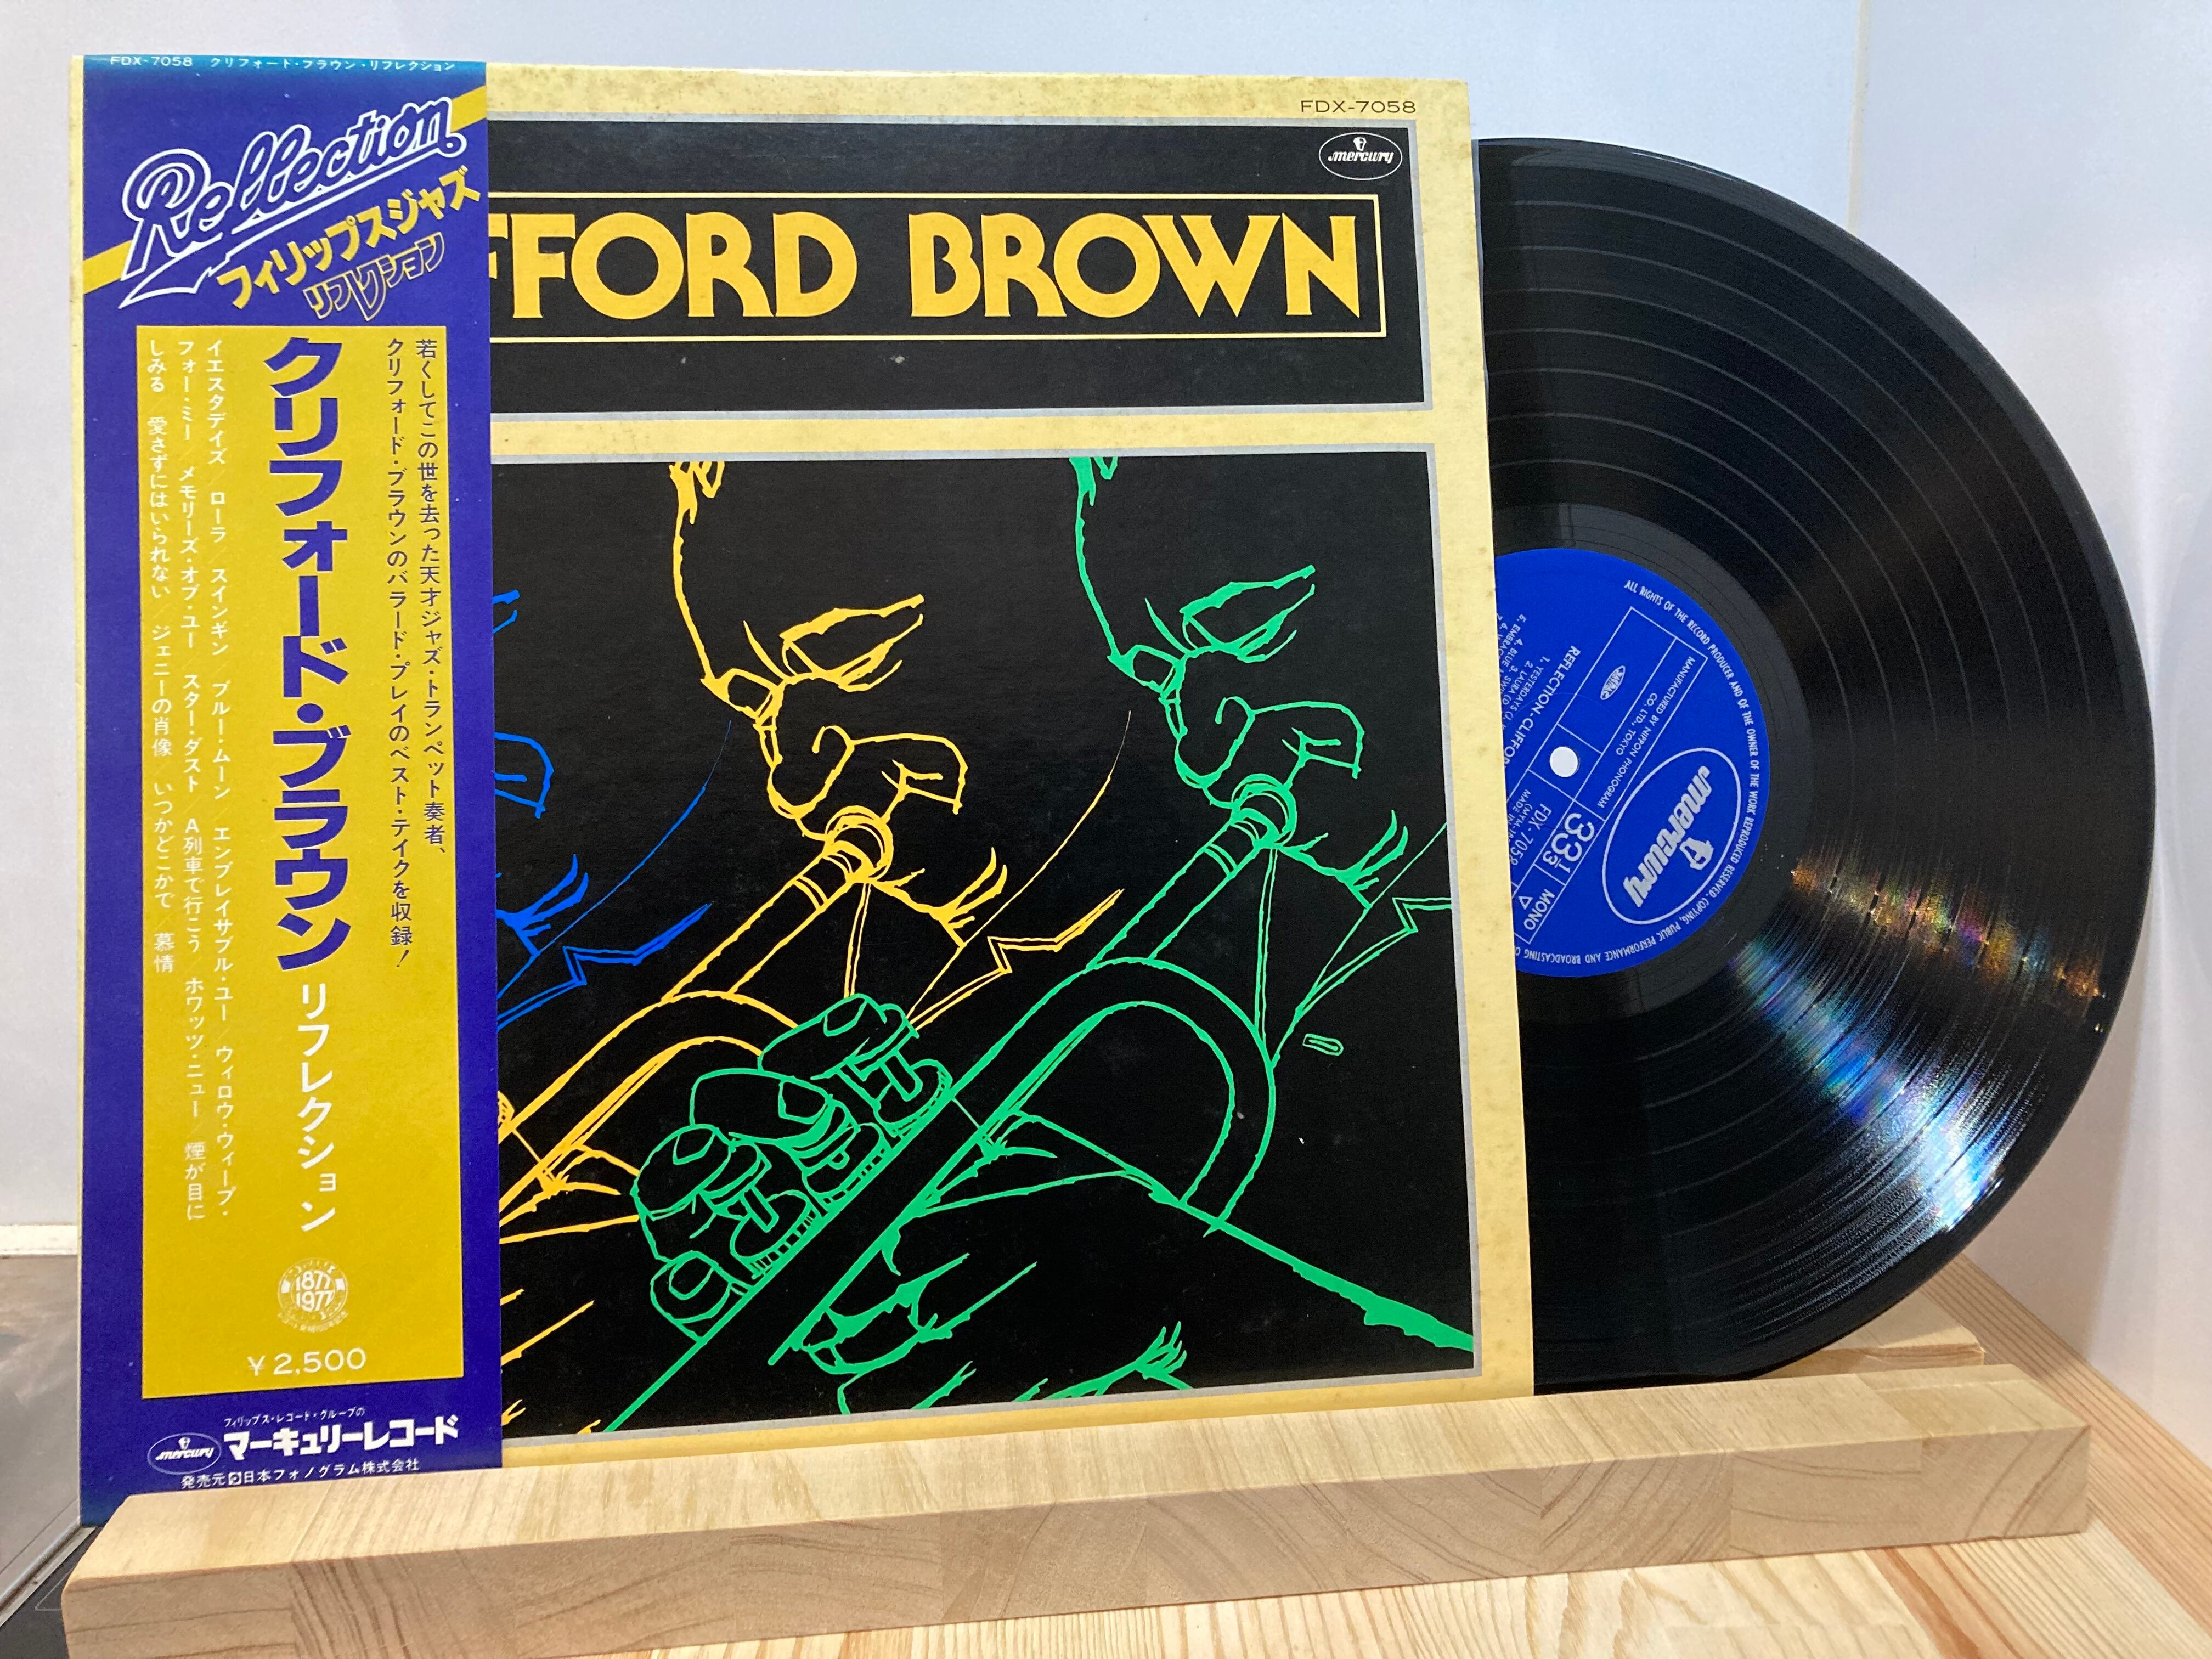 FDX-7058 クリフォード・ブラウン・リフレクション
Reflection
フィリップスジャズ
リフレクション
若くしてこの世を去った天才ジャズ・トランペット奏者、
クリフォード・ブラウンのバラード・プレイのベスト・テイクを収録!
クリフォード・ブラウン リフレクション
イエスタデイズ/ローラ/スインギン/ブルー・ムーン/エンブレイサブル・ユー/ウィロウ・ウィープ・
フォー・ミー/メモリーズ・オブ・ユー/スター・ダスト/A列車で行こう/ホワッツ・ニュー/煙が目に
しみる/愛さずにはいられない/ジェニーの肖像/いつかどこかで/慕情
1877
1977
¥2,500
フィリップス・レコード・グループの
mercury マーキュリーレコード
発売元 日本フォノグラム株式会社
FDX-7058
mercury
FFORD BROWN
ALL RIGHTS OF THE RECORD PRODUCER AND OF THE OWNER OF THE WORK REPRODUCED RESERVED. COPYING, PUBLIC PERFORMANCE AND BROADCASTING
mercury
MANUFACTURED BY NIPPON PHONOGRAM
CO. LTD., TOKYO
33 1/3
MONO
FDX-7058
REFLECTION-CLIFFOR
1. YESTERDAYS
2. LAURA
3. SWIN
4. BLUE
5. EMBRAC